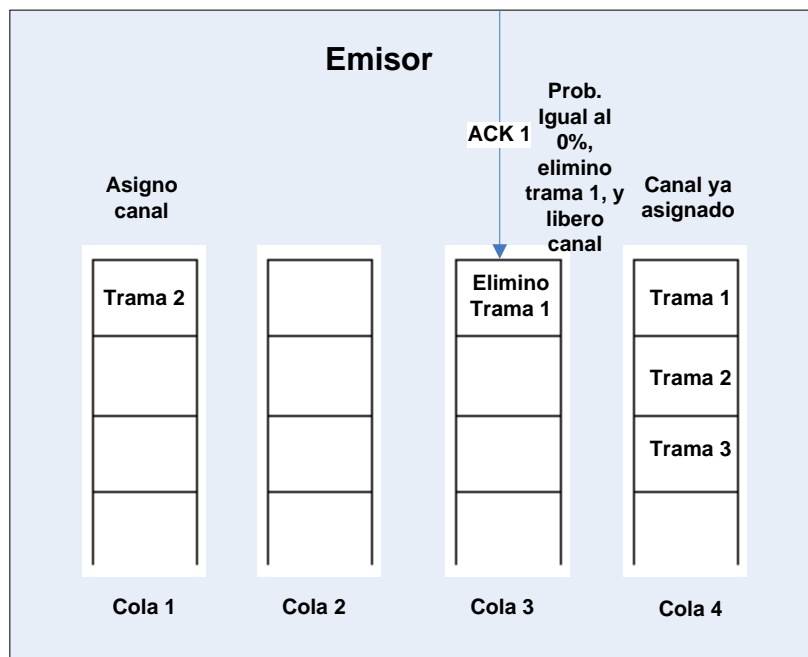 Emisor
Prob.
Igual al
0%,
elimino
trama 1, y
libero
canal
ACK 1
Asigno
canal
Canal ya
asignado
Trama 2
Elimino
Trama 1
Trama 1
Trama 2
Trama 3
Cola 1
Cola 2
Cola 3
Cola 4